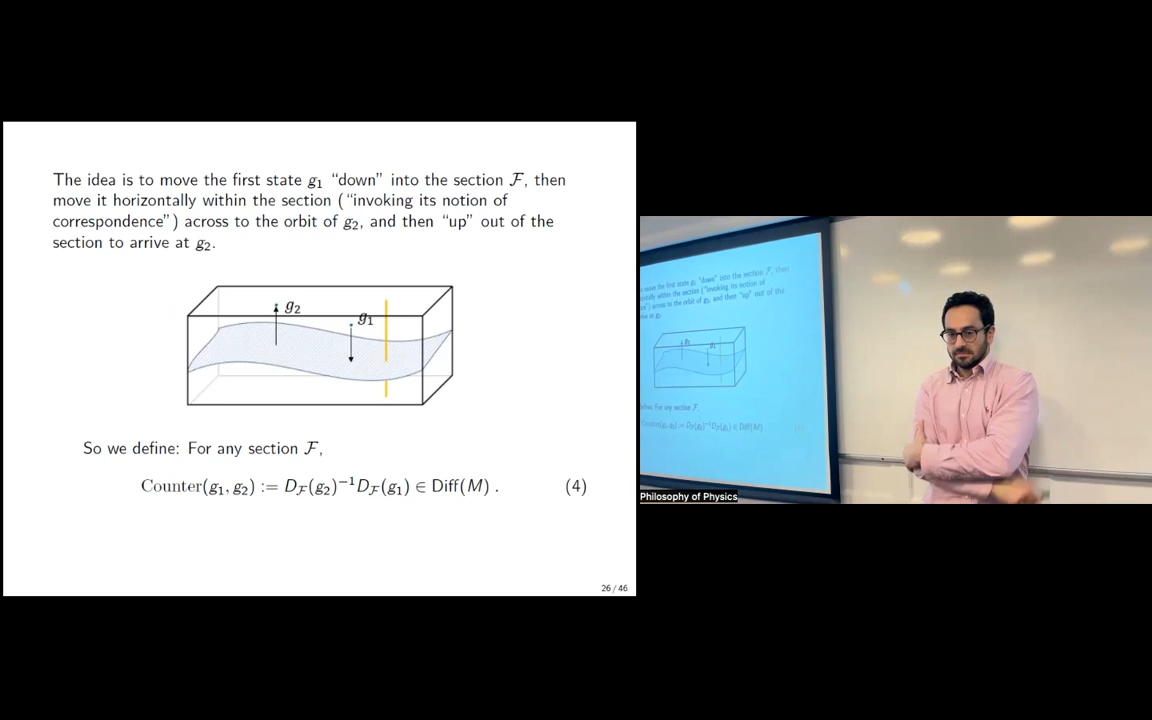 The idea is to move the first state g₁ “down” into the section ℱ, then
move it horizontally within the section (“invoking its notion of
correspondence”) across to the orbit of g₂, and then “up” out of the
section to arrive at g₂.
g₂
g₁
So we define: For any section ℱ,
Counter(g₁, g₂) := D_ℱ(g₂)⁻¹D_ℱ(g₁) ∈ Diff(M) . (4)
26 / 46
Philosophy of Physics